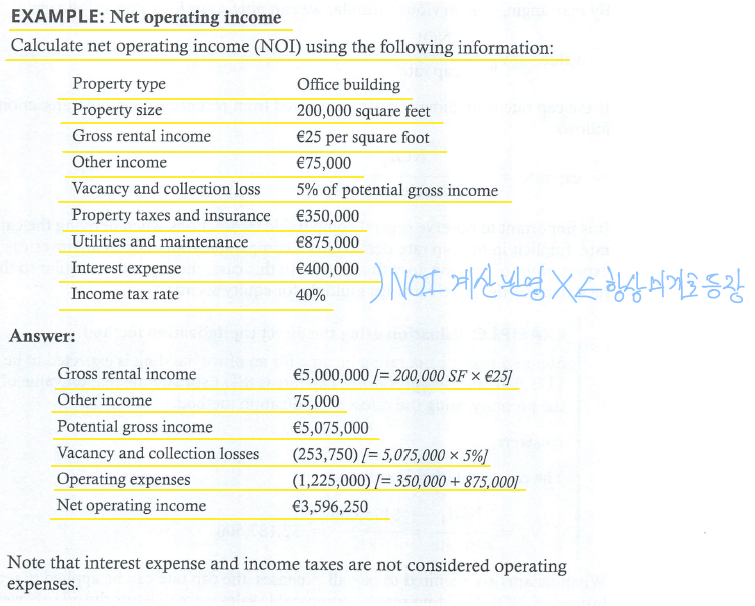 EXAMPLE: Net operating income
Calculate net operating income (NOI) using the following information:
Property type Office building
Property size 200,000 square feet
Gross rental income €25 per square foot
Other income €75,000
Vacancy and collection loss 5% of potential gross income
Property taxes and insurance €350,000
Utilities and maintenance €875,000
Interest expense €400,000
Income tax rate 40%
) NOI 계산 반영 X ∠ 항상 미끼로 등장
Answer:
Gross rental income €5,000,000 [= 200,000 SF × €25]
Other income 75,000
Potential gross income €5,075,000
Vacancy and collection losses (253,750) [= 5,075,000 × 5%]
Operating expenses (1,225,000) [= 350,000 + 875,000]
Net operating income €3,596,250
Note that interest expense and income taxes are not considered operating
expenses.